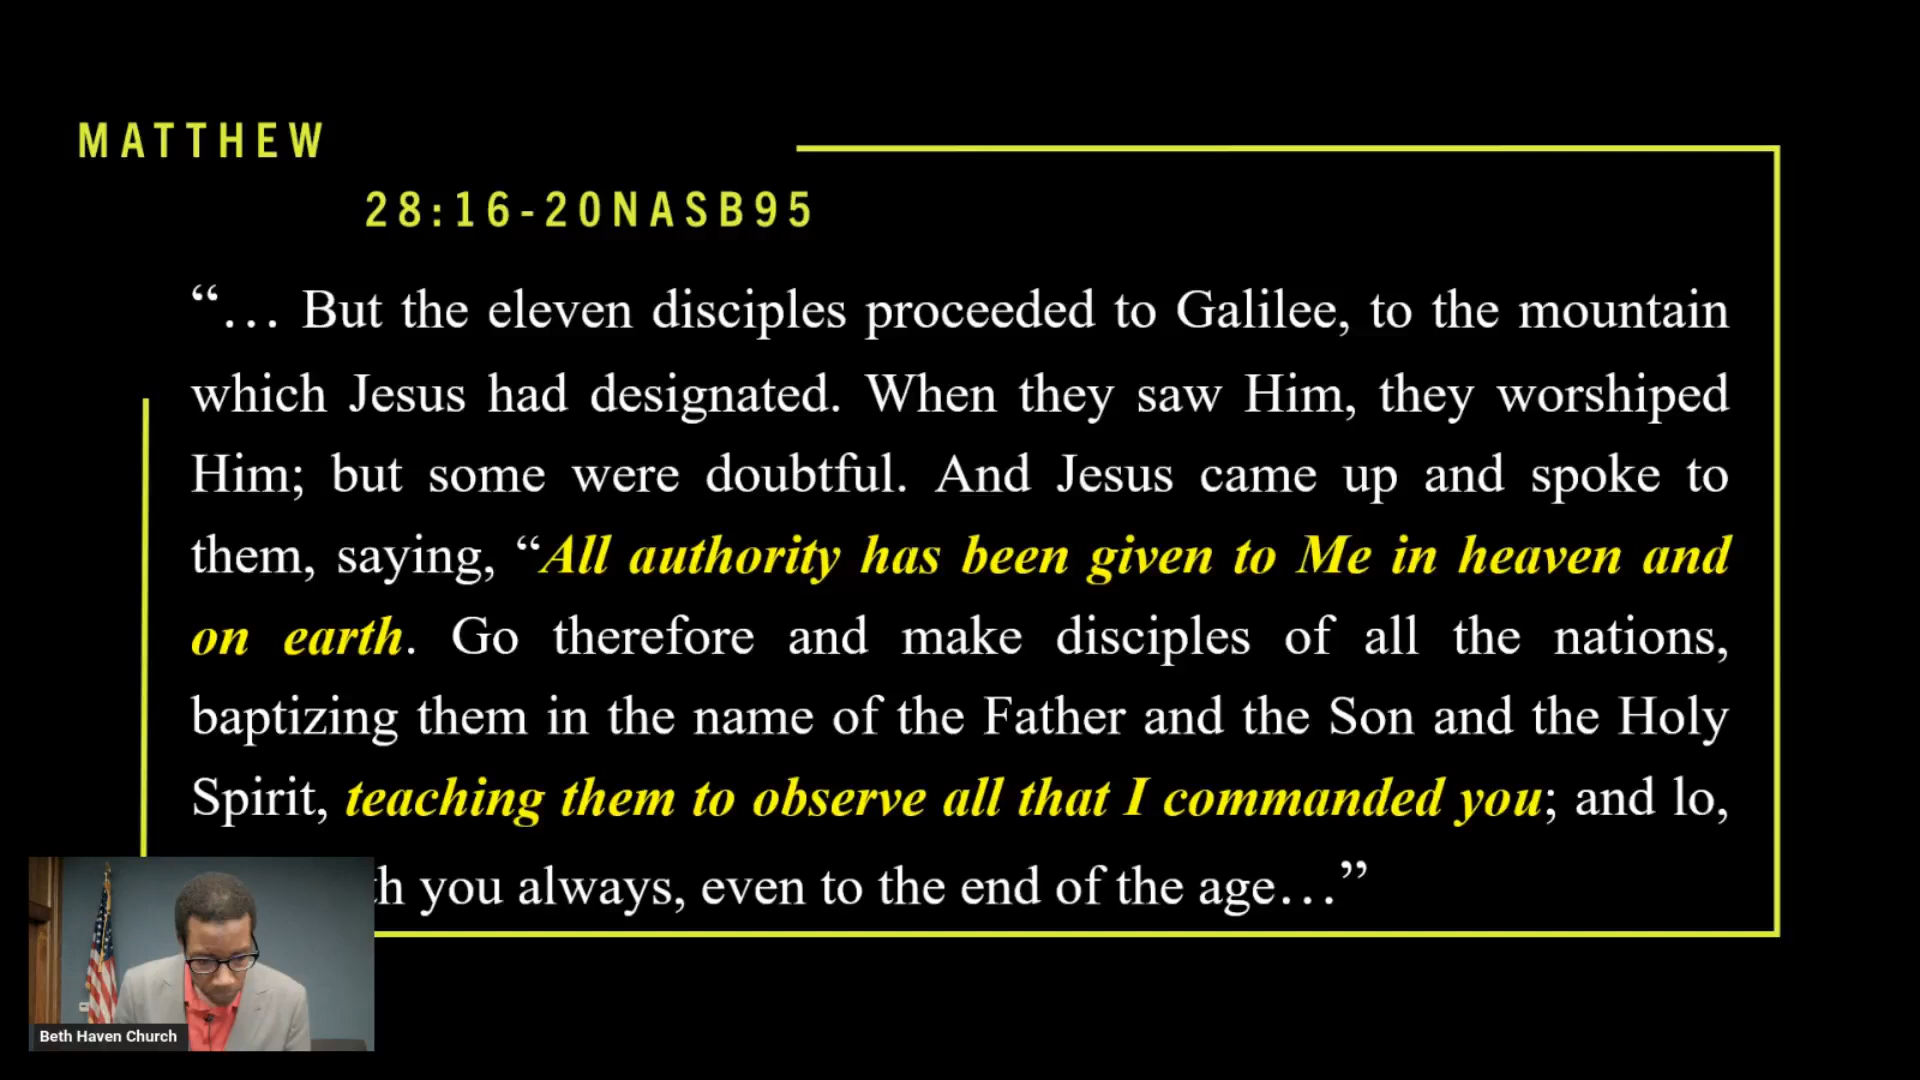 MATTHEW
28:16-20NASB95
“… But the eleven disciples proceeded to Galilee, to the mountain
which Jesus had designated. When they saw Him, they worshiped
Him; but some were doubtful. And Jesus came up and spoke to
them, saying, “All authority has been given to Me in heaven and
on earth. Go therefore and make disciples of all the nations,
baptizing them in the name of the Father and the Son and the Holy
Spirit, teaching them to observe all that I commanded you; and lo,
you always, even to the end of the age…”
Beth Haven Church